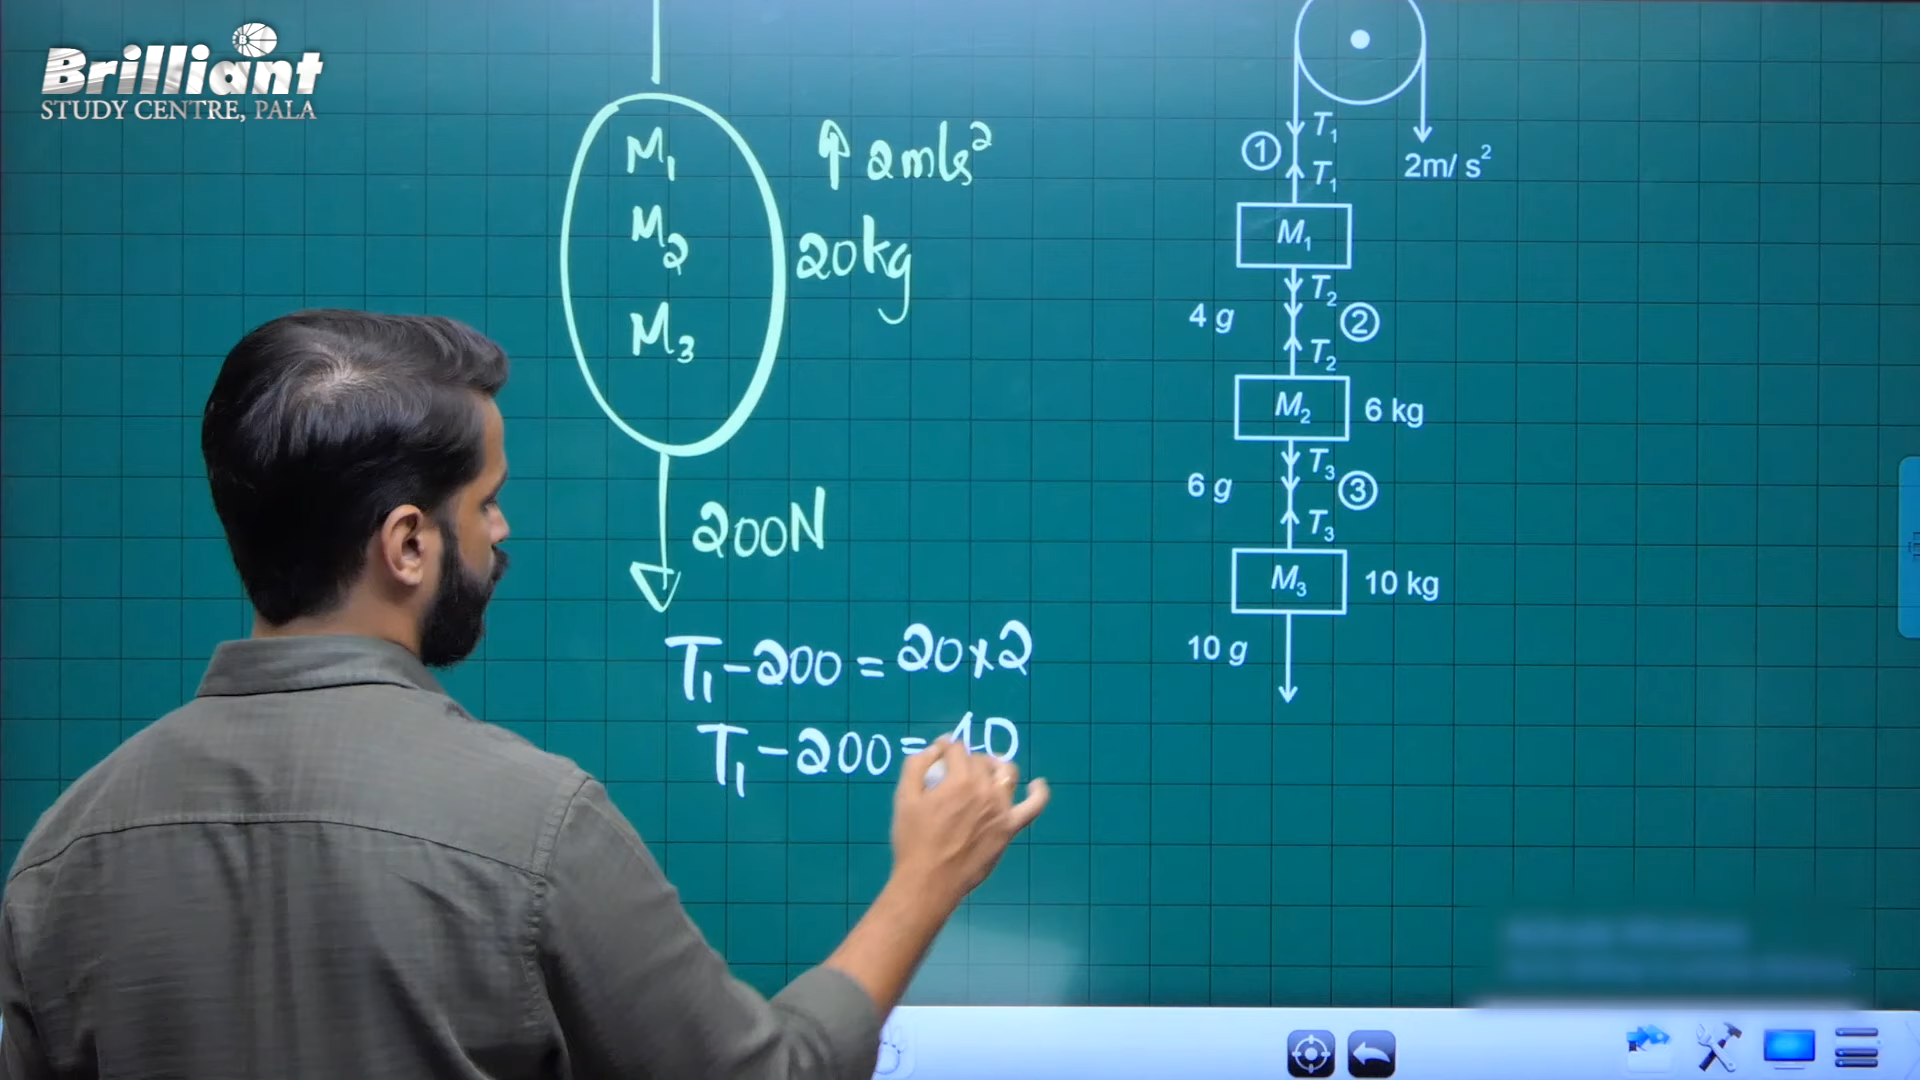 Brilliant
STUDY CENTRE, PALA
M₁
M₂
M₃
↑ 2m/s²
20kg
200N
T₁-200 = 20×2
T₁-200 = 40
T₁
① T₁
2m/ s²
M₁
T₂
4 g ②
T₂
M₂ 6 kg
T₃
6 g ③
T₃
M₃ 10 kg
10 g